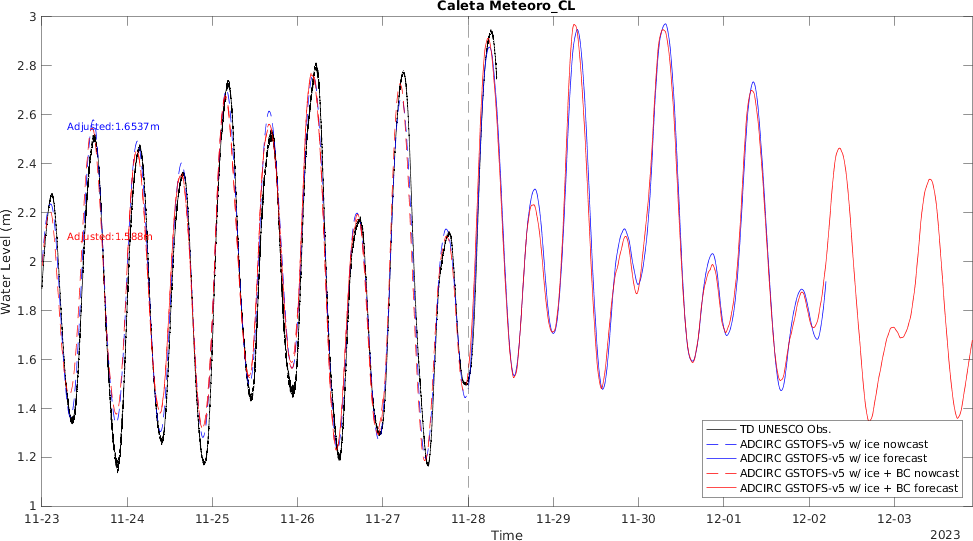 Caleta Meteoro_CL
3
2.8
2.6
2.4
2.2
2
1.8
1.6
1.4
1.2
1
Water Level (m)
Adjusted:1.6537m
Adjusted:1.588m
TD UNESCO Obs.
ADCIRC GSTOFS-v5 w/ ice nowcast
ADCIRC GSTOFS-v5 w/ ice forecast
ADCIRC GSTOFS-v5 w/ ice + BC nowcast
ADCIRC GSTOFS-v5 w/ ice + BC forecast
11-23 11-24 11-25 11-26 11-27 11-28 11-29 11-30 12-01 12-02 12-03
Time
2023